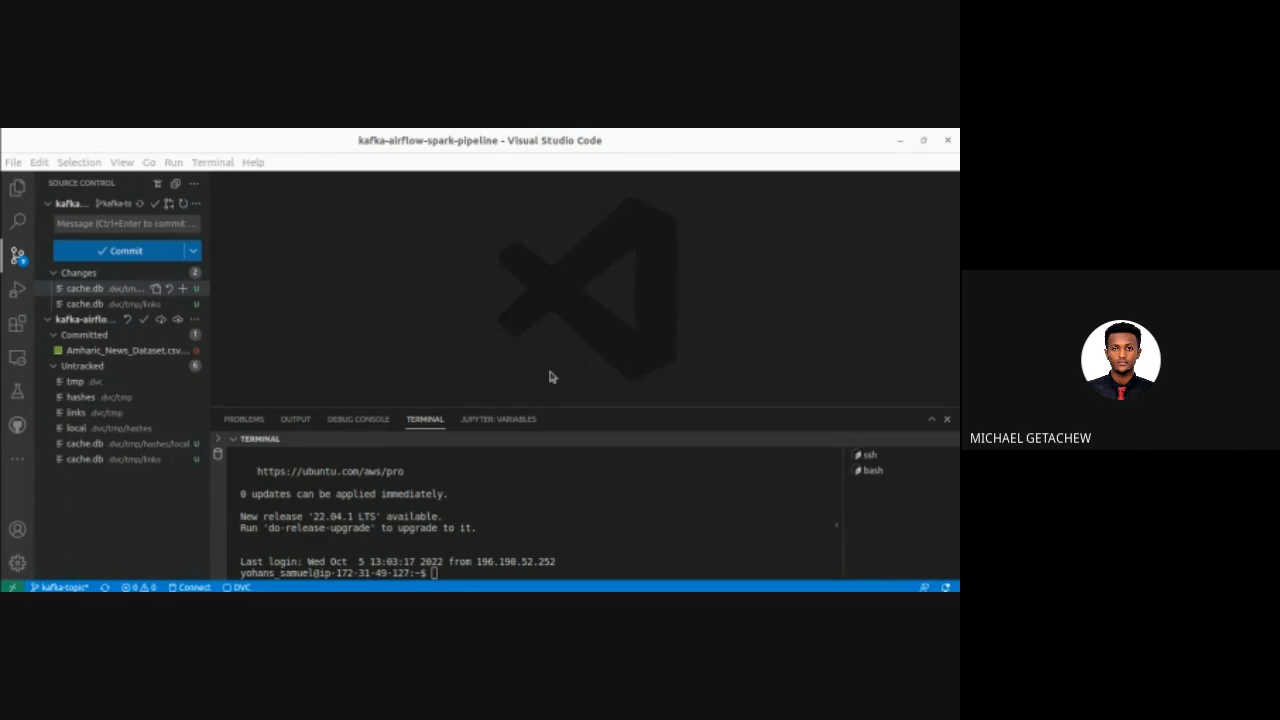 kafka-airflow-spark-pipeline - Visual Studio Code
File Edit Selection View Go Run Terminal Help
SOURCE CONTROL
kafka... kafka-to
Message (Ctrl+Enter to commit ...
Commit
Changes 2
cache.db .dvc/tm... U
cache.db .dvc/tmp/links U
kafka-airflo...
Committed 1
Amharic_News_Dataset.csv...
Untracked 6
tmp .dvc
hashes .dvc/tmp
links .dvc/tmp
local .dvc/tmp/hashes
cache.db .dvc/tmp/hashes/local U
cache.db .dvc/tmp/links U
PROBLEMS OUTPUT DEBUG CONSOLE TERMINAL JUPYTER: VARIABLES
TERMINAL
https://ubuntu.com/aws/pro
0 updates can be applied immediately.
New release '22.04.1 LTS' available.
Run 'do-release-upgrade' to upgrade to it.
Last login: Wed Oct 5 13:03:17 2022 from 196.190.52.252
yohans_samuel@ip-172-31-49-127:~$
ssh
bash
kafka-topic* 0 0 Connect DVC
MICHAEL GETACHEW